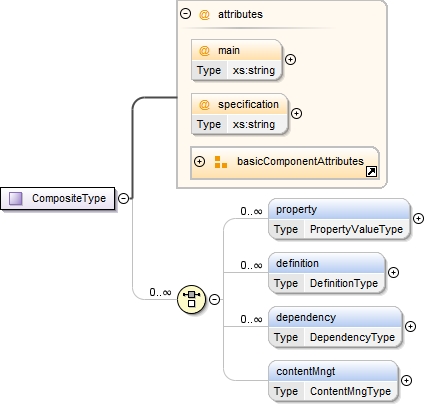 @ attributes
@ main
Type xs:string
@ specification
Type xs:string
basicComponentAttributes
CompositeType
0..∞
0..∞ property
Type PropertyValueType
0..∞ definition
Type DefinitionType
0..∞ dependency
Type DependencyType
contentMngt
Type ContentMngType